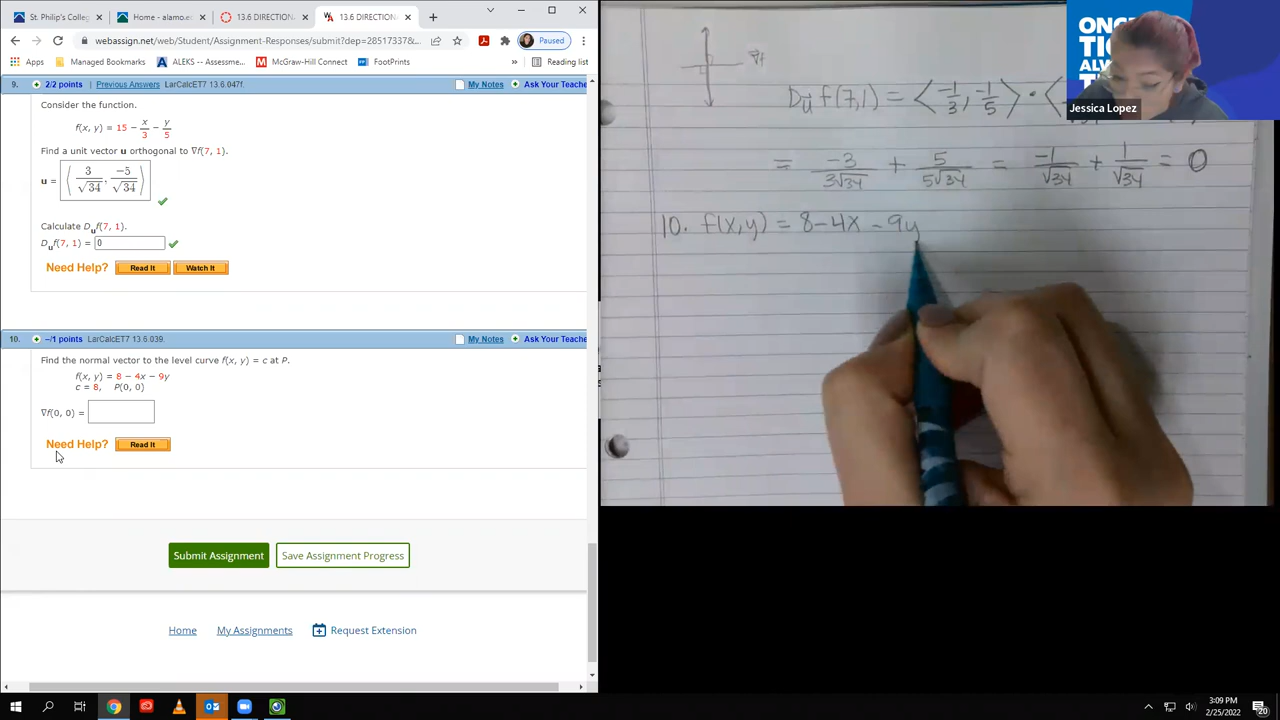 St. Philip's Colleg
Home - alamo.edu
13.6 DIRECTIONA
13.6 DIRECTIONA
webassign.net/web/Student/Assignment-Responses/submit?dep=28517337&...
Paused
Apps
Managed Bookmarks
ALEKS -- Assessme...
McGraw-Hill Connect
FootPrints
»
Reading list
9.
2/2 points
Previous Answers
LarCalcET7 13.6.047f.
My Notes
Ask Your Teache
Consider the function.
f(x, y) = 15 − x/3 − y/5
Find a unit vector u orthogonal to ∇f(7, 1).
u = ⟨3/√34, −5/√34⟩
Calculate D_u f(7, 1).
D_u f(7, 1) = 0
Need Help?
Read It
Watch It
10.
–/1 points
LarCalcET7 13.6.039.
My Notes
Ask Your Teache
Find the normal vector to the level curve f(x, y) = c at P.
f(x, y) = 8 − 4x − 9y
c = 8, P(0, 0)
∇f(0, 0) =
Need Help?
Read It
Submit Assignment
Save Assignment Progress
Home
My Assignments
Request Extension
D_u f(7,1) = ⟨-1/3, -1/5⟩ · ⟨
= -3/3√34 + 5/5√34 = -1/√34 + 1/√34 = 0
10. f(x,y) = 8-4x -9y
Jessica Lopez
3:09 PM
2/25/2022
20